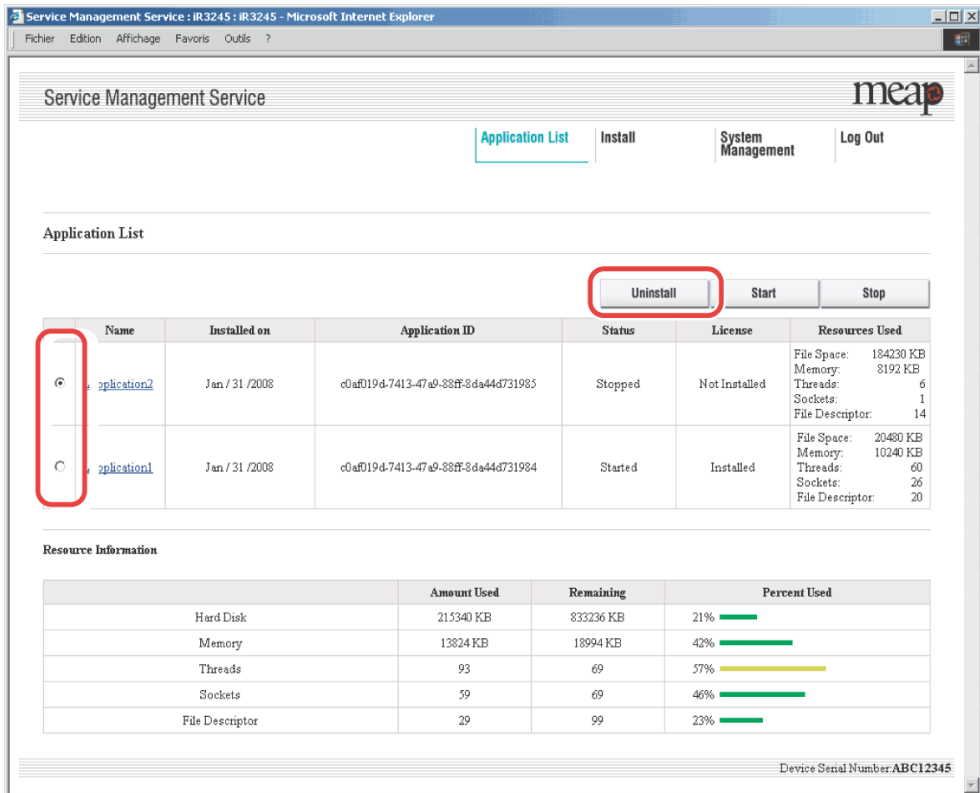 Service Management Service : iR3245 : iR3245 - Microsoft Internet Explorer
Fichier Edition Affichage Favoris Outils ?
Service Management Service
meap
Application List Install System Management Log Out
Application List
Uninstall Start Stop
Name Installed on Application ID Status License Resources Used
pplication2 Jan / 31 /2008 c0af019d-7413-47a9-88ff-8da44d731985 Stopped Not Installed
File Space: 184230 KB
Memory: 8192 KB
Threads: 6
Sockets: 1
File Descriptor: 14
pplication1 Jan / 31 /2008 c0af019d-7413-47a9-88ff-8da44d731984 Started Installed
File Space: 20480 KB
Memory: 10240 KB
Threads: 60
Sockets: 26
File Descriptor: 20
Resource Information
Amount Used Remaining Percent Used
Hard Disk 215340 KB 833236 KB 21%
Memory 13824 KB 18994 KB 42%
Threads 93 69 57%
Sockets 59 69 46%
File Descriptor 29 99 23%
Device Serial Number:ABC12345